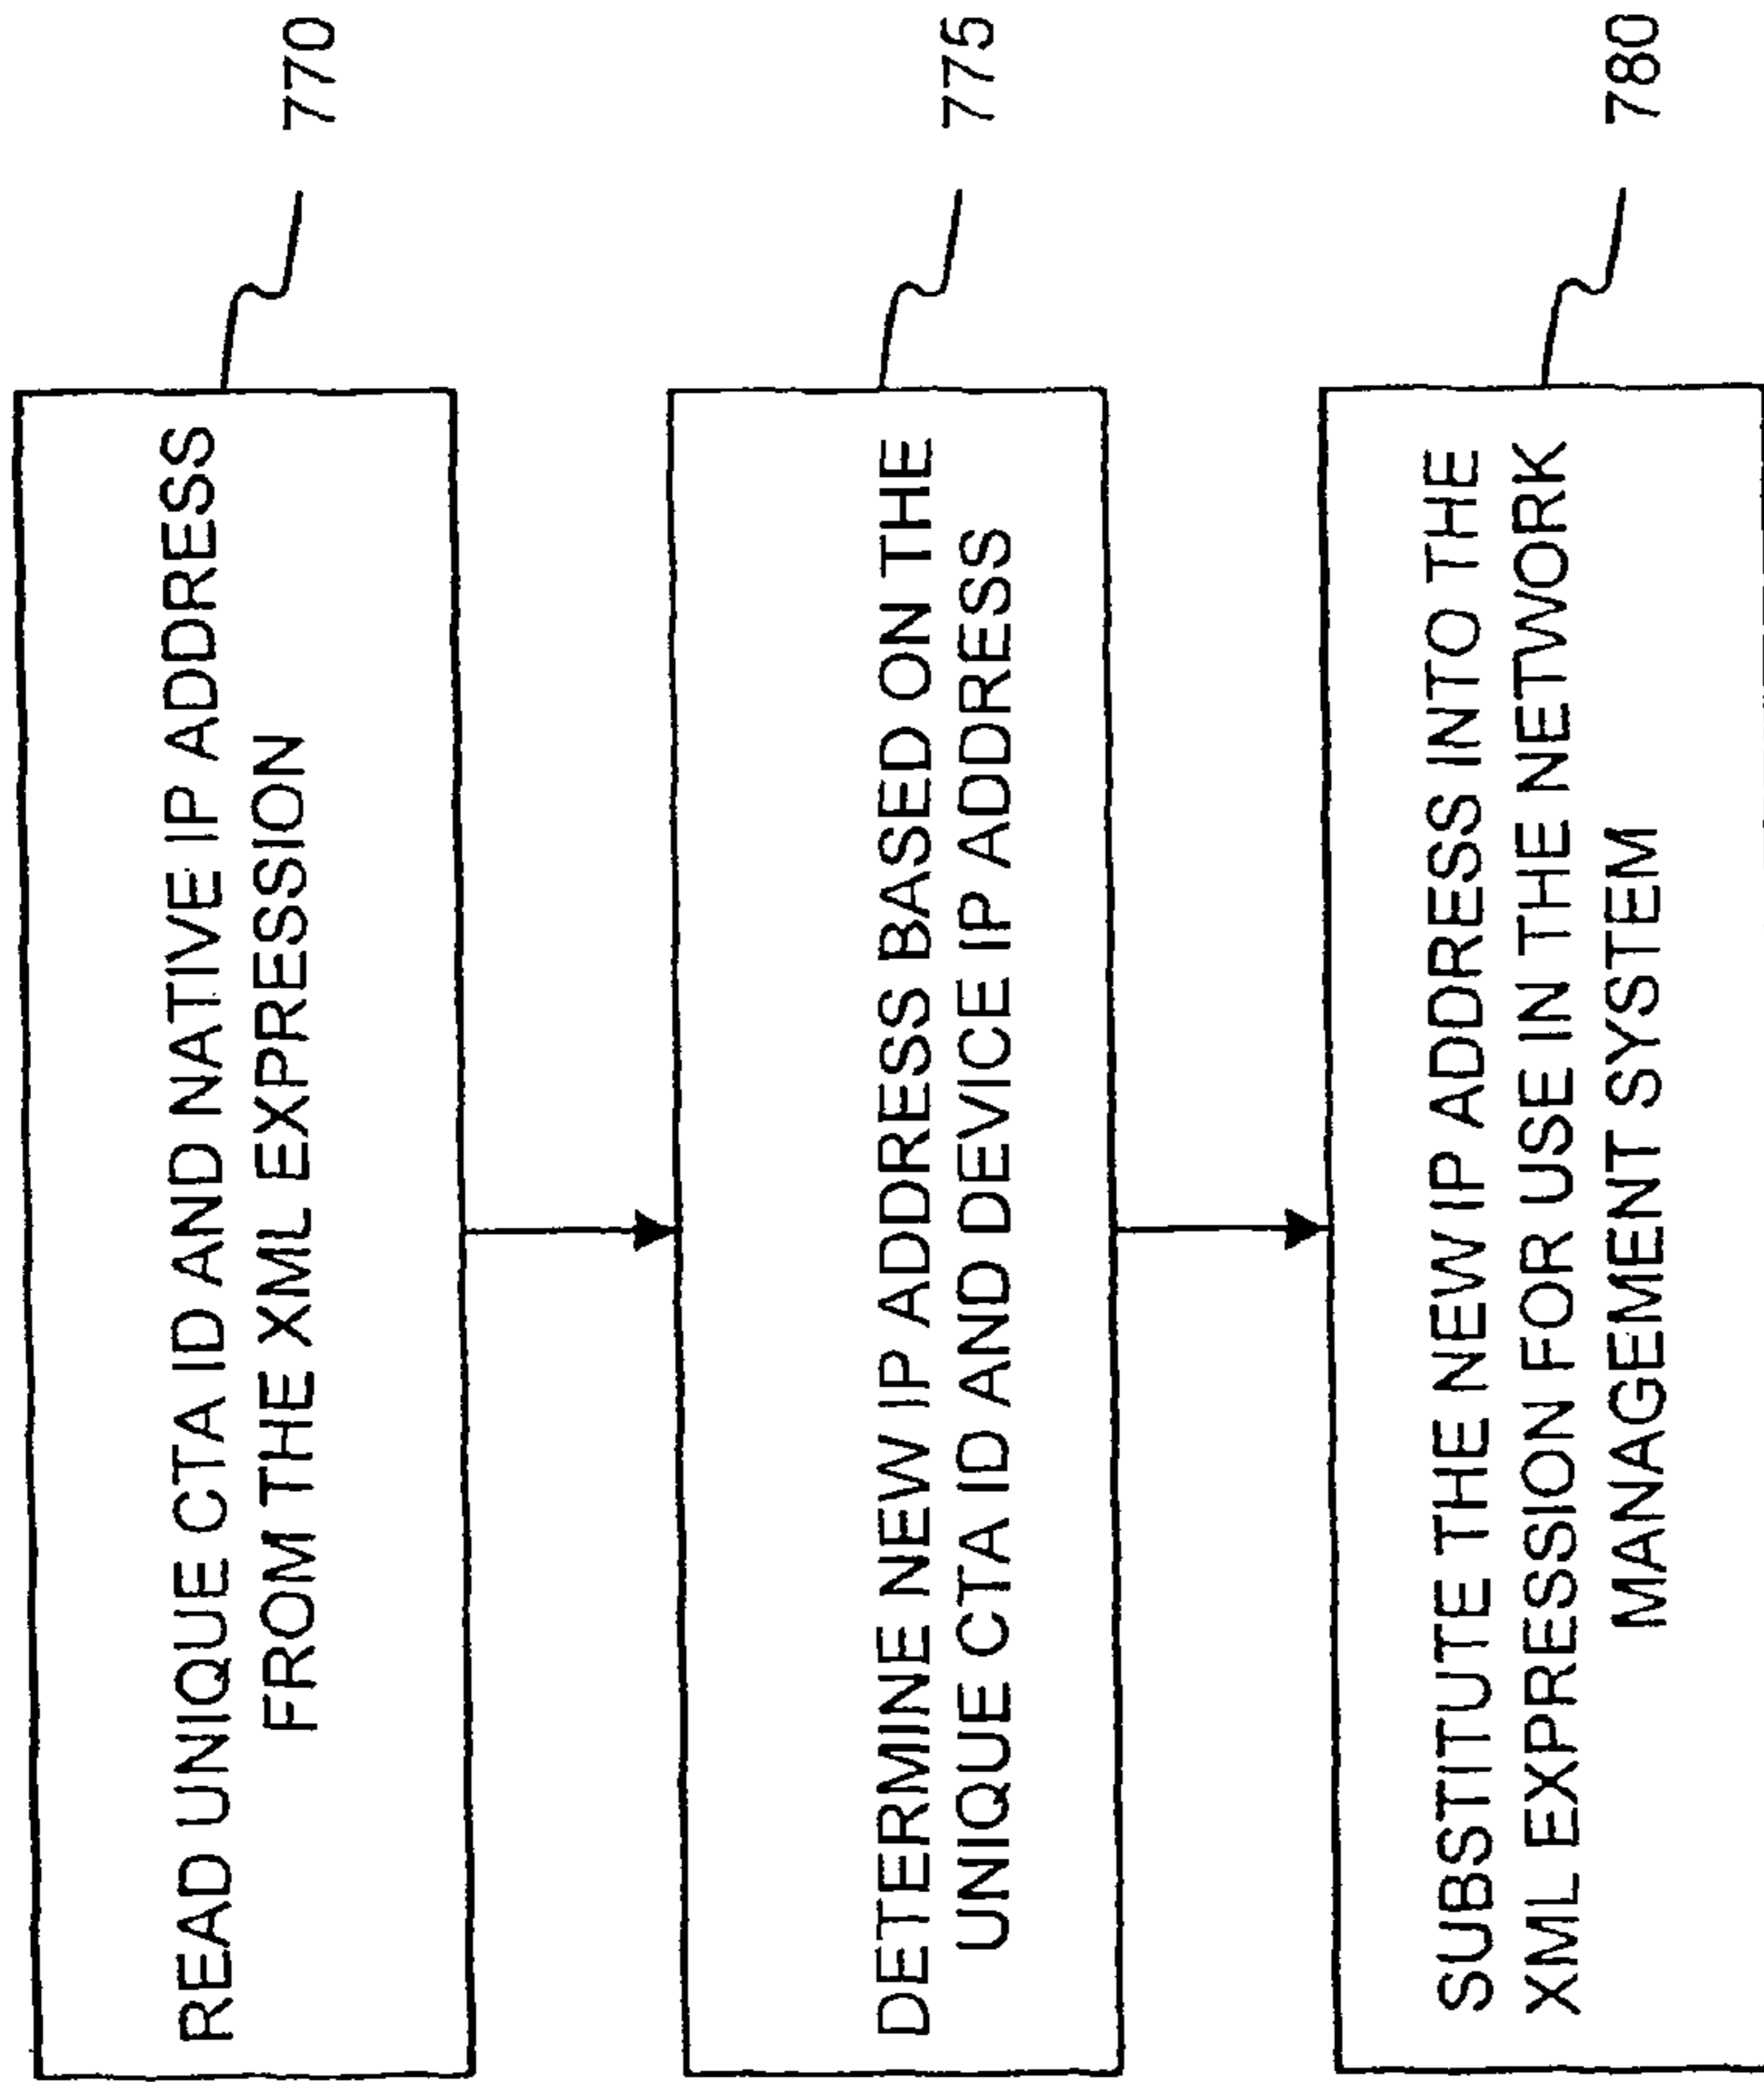 READ UNIQUE CTA ID AND NATIVE IP ADDRESS
FROM THE XML EXPRESSION
770
DETERMINE NEW IP ADDRESS BASED ON THE
UNIQUE CTA ID AND DEVICE IP ADDRESS
775
SUBSTITUTE THE NEW IP ADDRESS INTO THE
XML EXPRESSION FOR USE IN THE NETWORK
MANAGEMENT SYSTEM
780